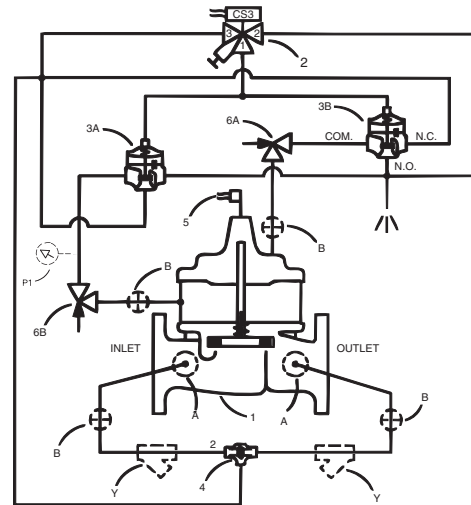 CS3
3 2
1
2
3B
6A
3A
COM. N.C.
N.O.
5
B
B
P1
6B
INLET OUTLET
A 1 A
B B
2
Y 4 Y